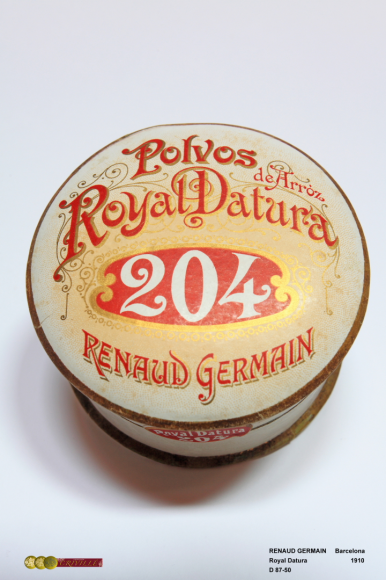 Polvos
de Arroz
Royal Datura
204
RENAUD GERMAIN
Royal Datura
204
RENAUD GERMAIN Barcelona
Royal Datura 1910
D 87-50